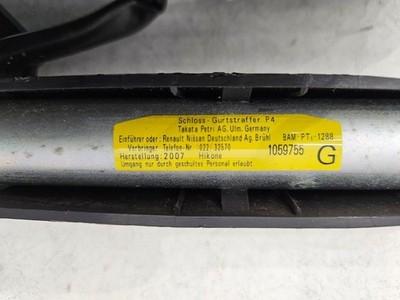 Schloss-Gurtstraffer P4
Takata Petri AG, Ulm, Germany
Einführer oder: Renault Nissan Deutschland Ag, Brühl BAM-PT₁-1288
Verbringer Telefon-Nr 022/32570 1059755
Herstellung:2007 Hikone G
Umgang nur durch geschultes Personal erlaubt